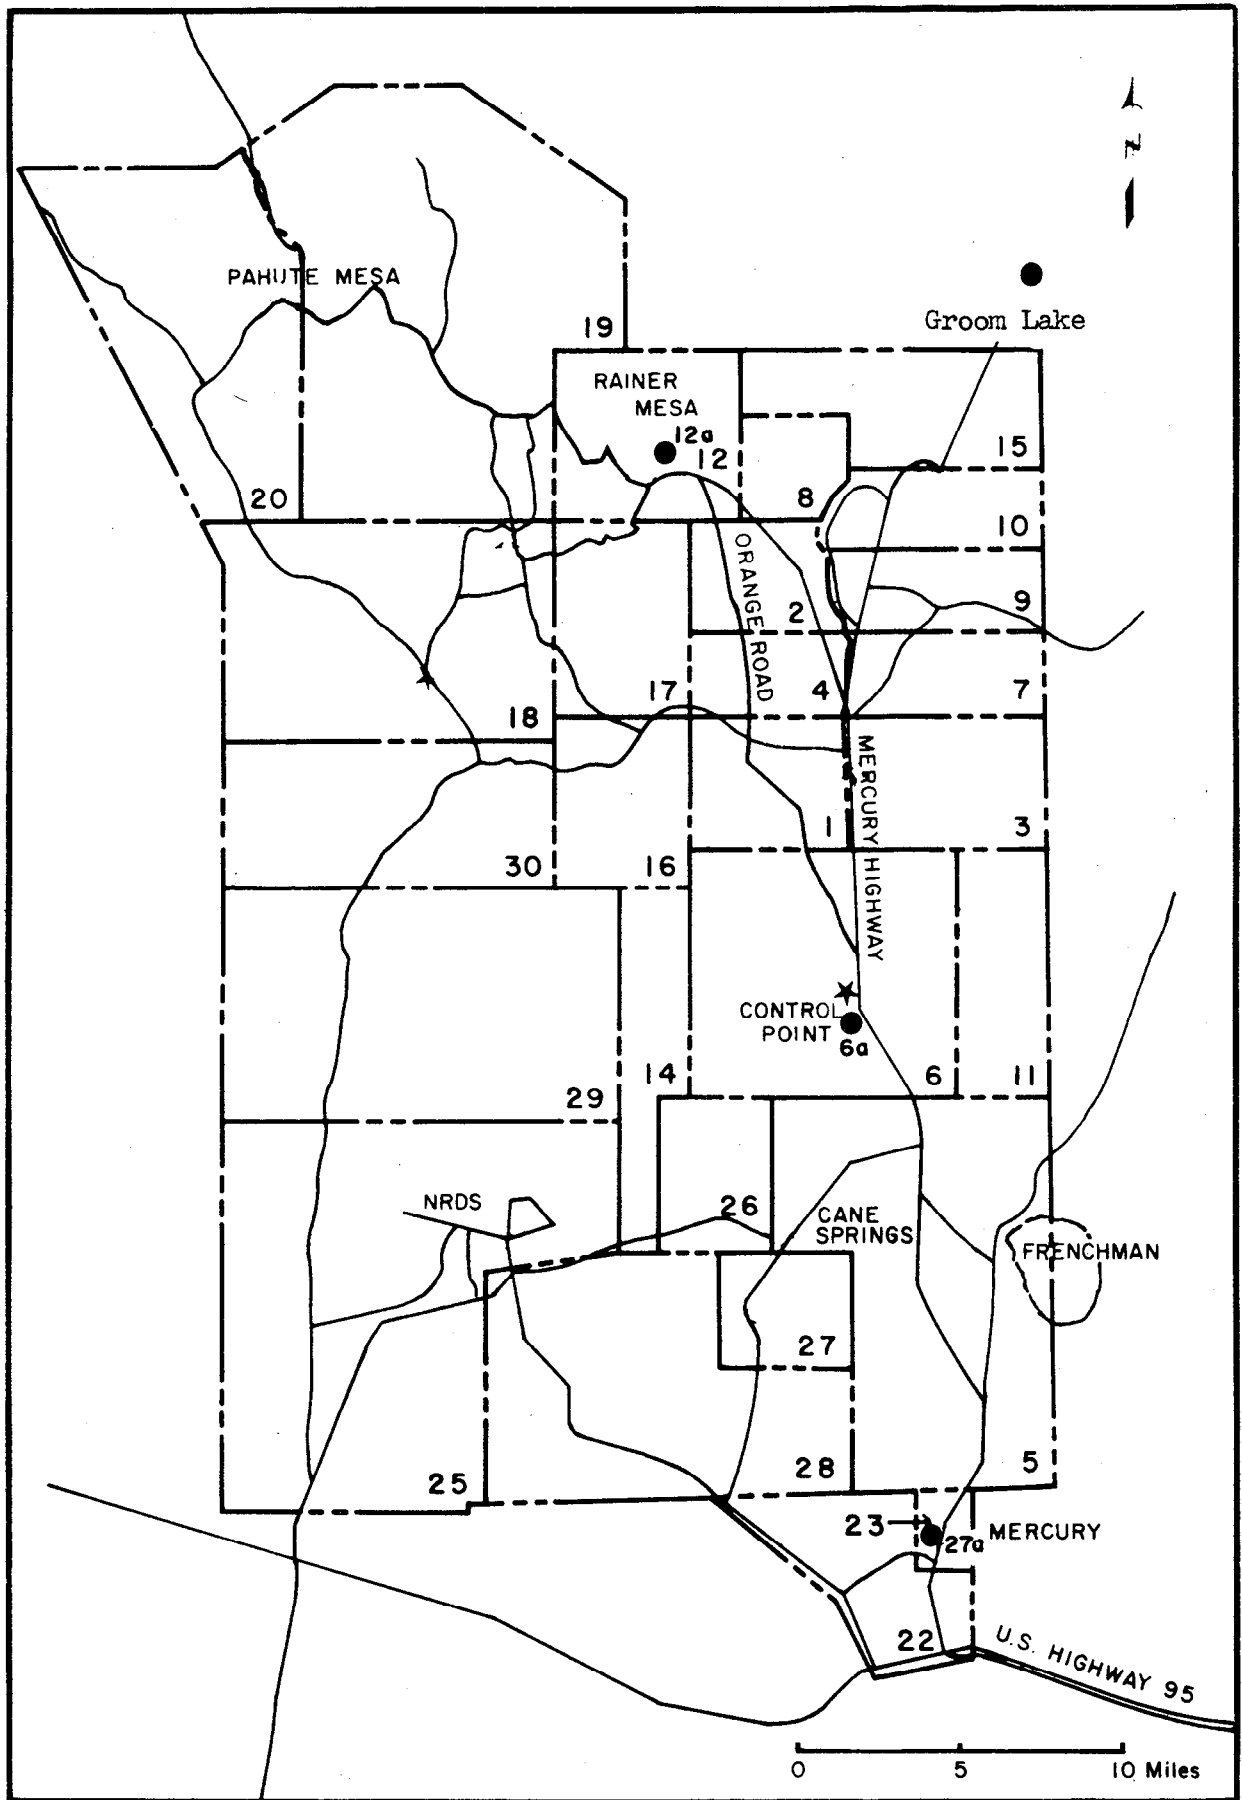 N
PAHUTE MESA
Groom Lake
19
RAINER
MESA
12a
12
15
20
8
10
ORANGE ROAD
9
2
17
4
7
18
MERCURY HIGHWAY
1
3
30
16
CONTROL
POINT
6a
14
6
11
29
NRDS
26
CANE
SPRINGS
FRENCHMAN
27
25
28
5
23
27a
MERCURY
22
U.S. HIGHWAY 95
0 5 10 Miles